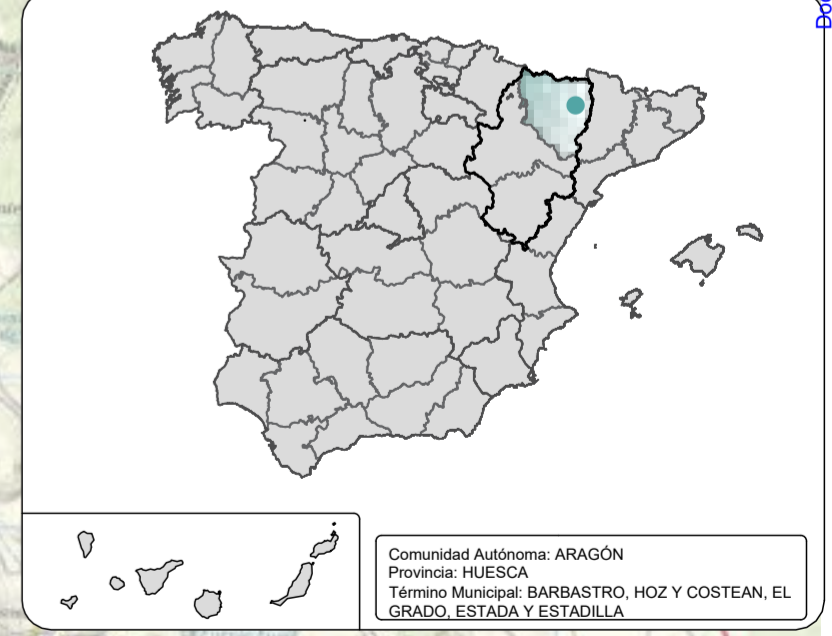 Comunidad Autónoma: ARAGÓN
Provincia: HUESCA
Término Municipal: BARBASTRO, HOZ Y COSTEAN, EL
GRADO, ESTADA Y ESTADILLA